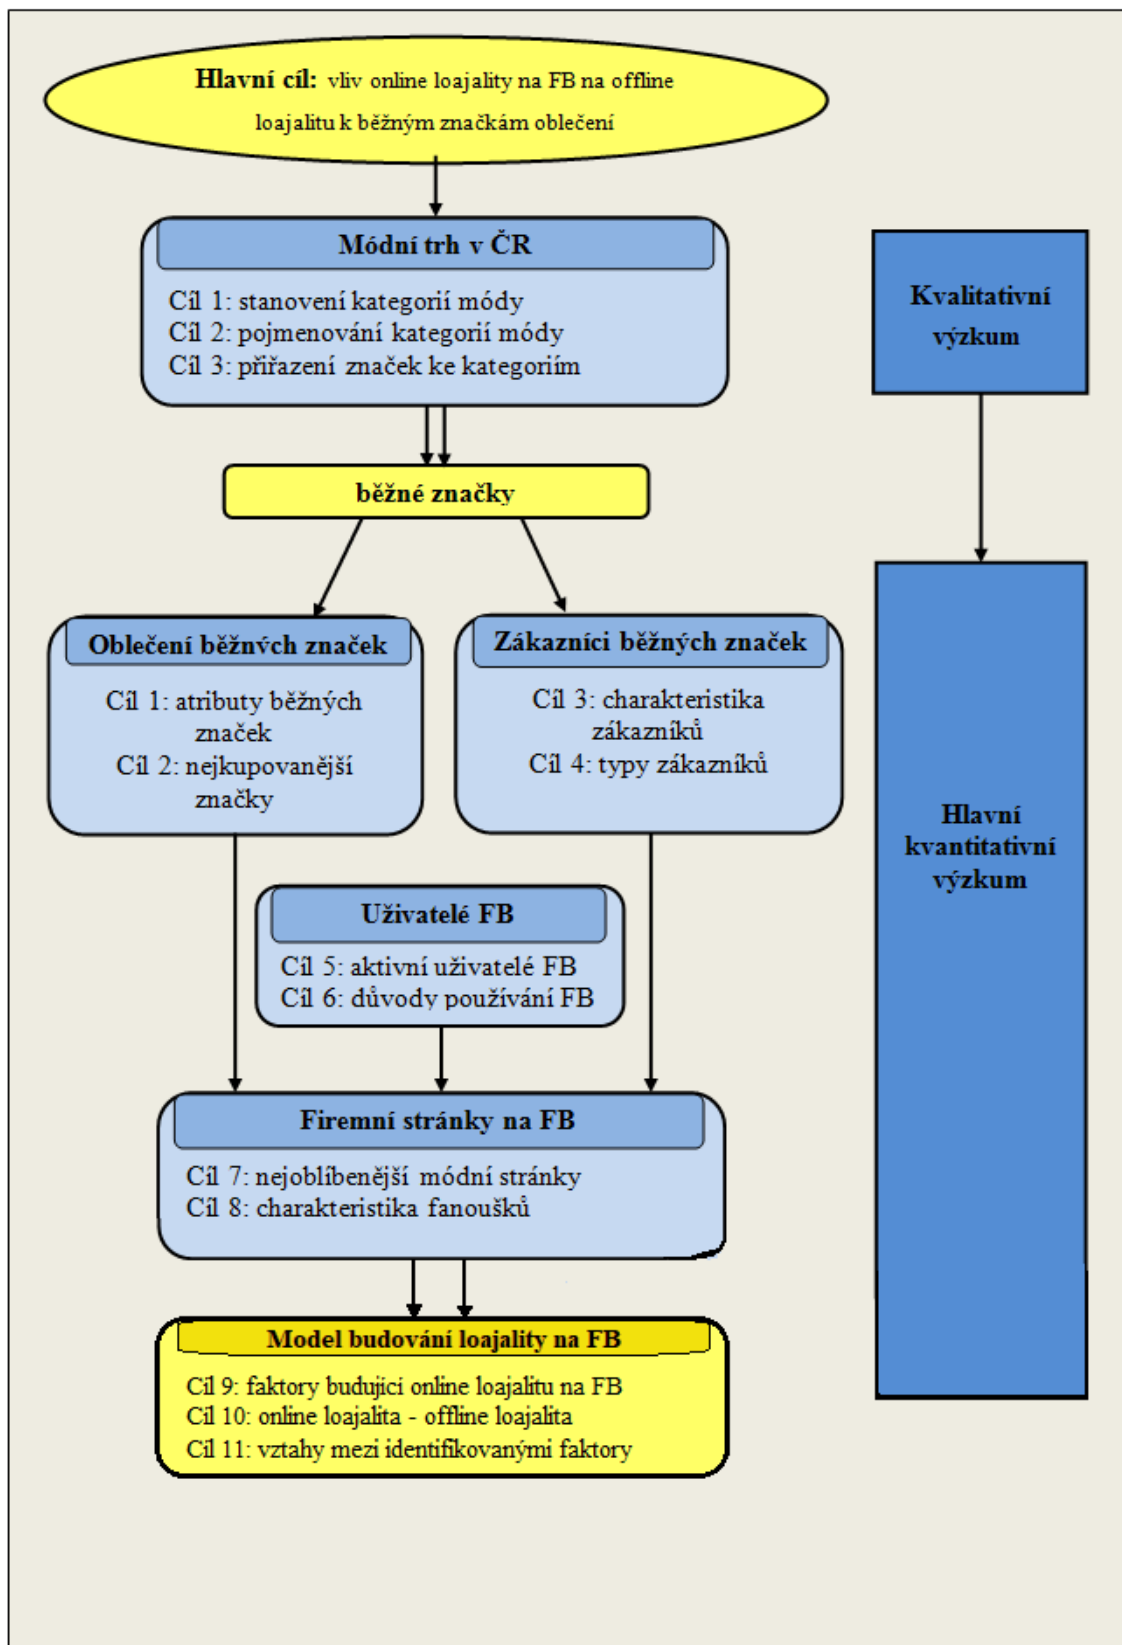 Hlavní cíl: vliv online loajality na FB na offline
loajalitu k běžným značkám oblečení
Módní trh v ČR
Cíl 1: stanovení kategorií módy
Cíl 2: pojmenování kategorií módy
Cíl 3: přiřazení značek ke kategoriím
Kvalitativní
výzkum
běžné značky
Oblečení běžných značek
Cíl 1: atributy běžných
značek
Cíl 2: nejkupovanější
značky
Zákazníci běžných značek
Cíl 3: charakteristika
zákazníků
Cíl 4: typy zákazníků
Hlavní
kvantitativní
výzkum
Uživatelé FB
Cíl 5: aktivní uživatelé FB
Cíl 6: důvody používání FB
Firemní stránky na FB
Cíl 7: nejoblíbenější módní stránky
Cíl 8: charakteristika fanoušků
Model budování loajality na FB
Cíl 9: faktory budující online loajalitu na FB
Cíl 10: online loajalita - offline loajalita
Cíl 11: vztahy mezi identifikovanými faktory